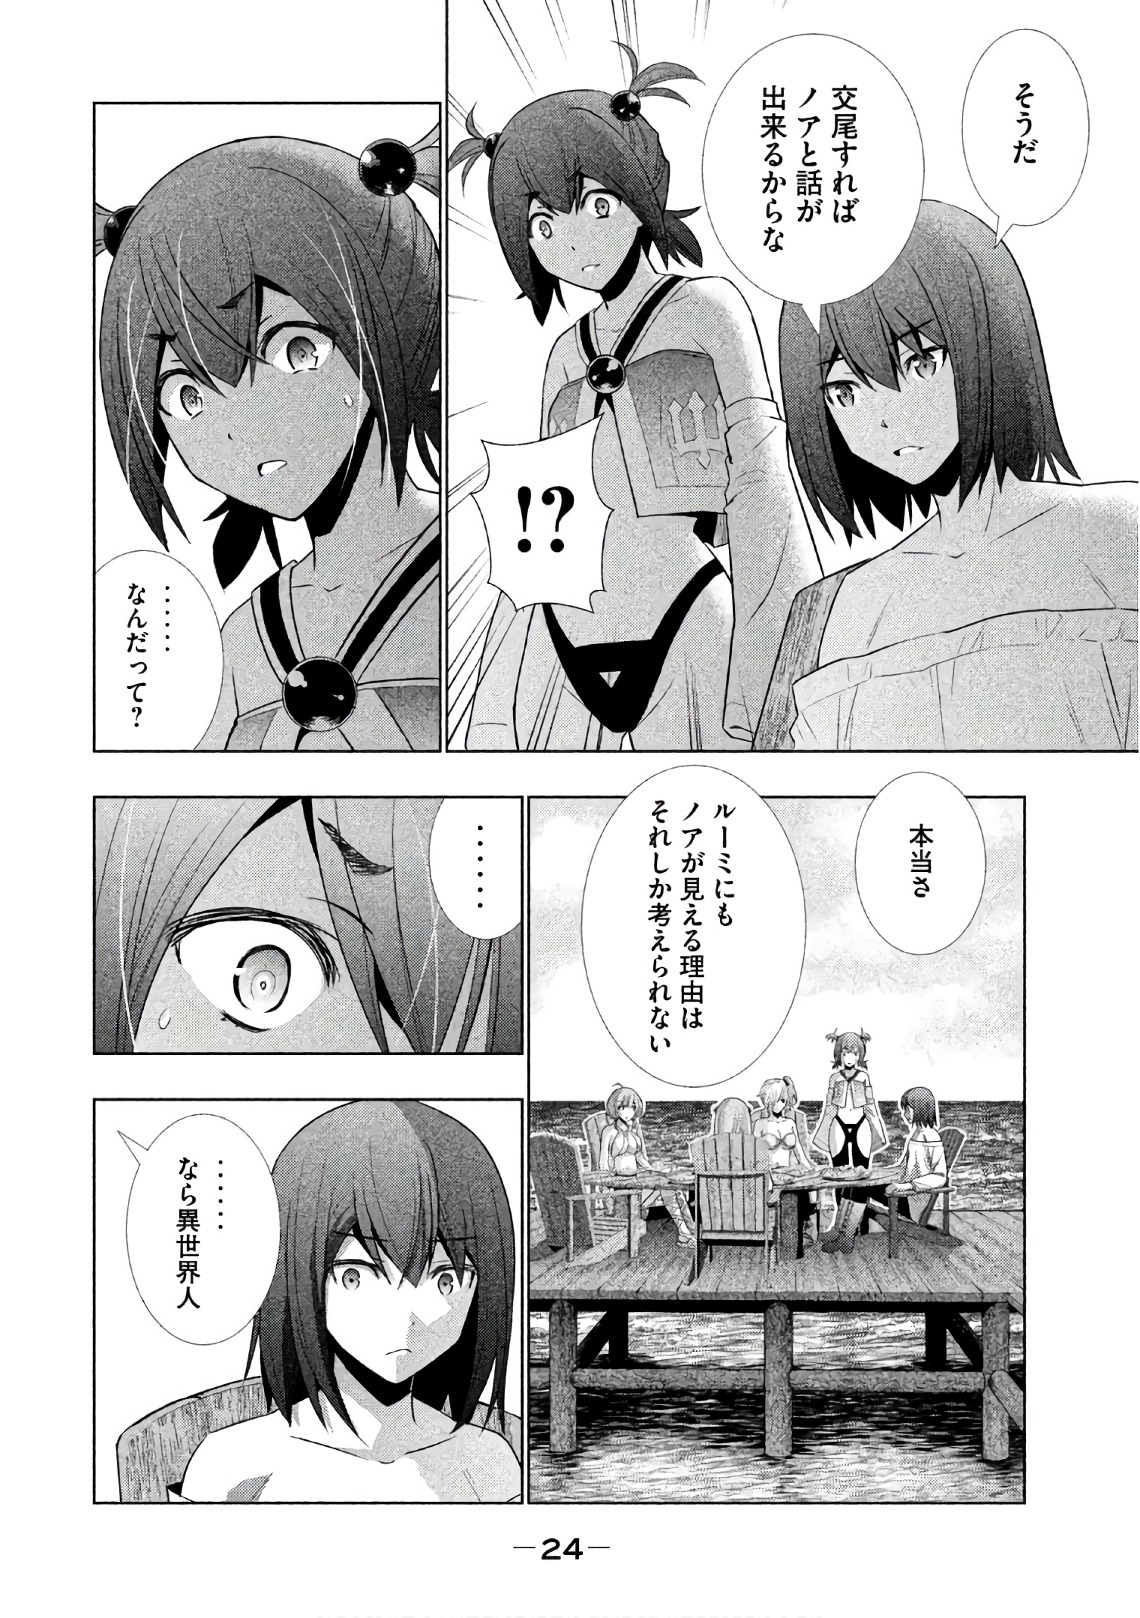 そうだ
交尾すれば
ノアと話が
出来るからな
!?
……
なんだって?
本当さ
ルーミにも
ノアが見える理由は
それしか考えられない
……
……
なら異世界人
—24—